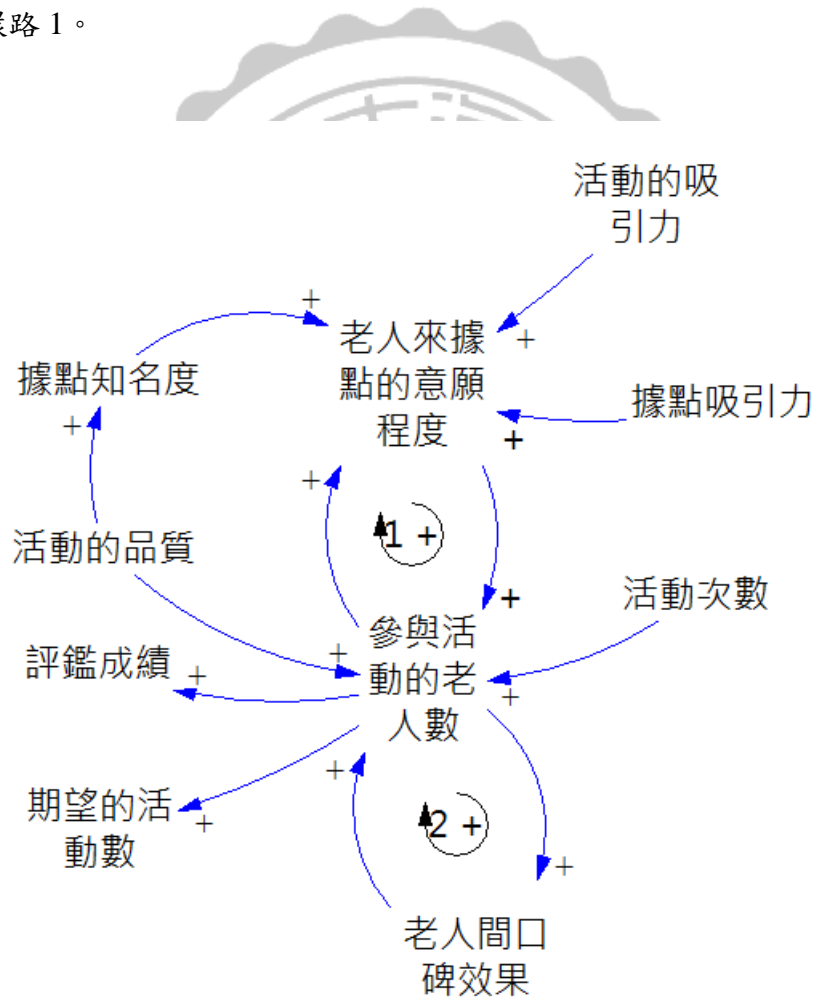 路 1。
活動的吸
引力
+
老人來據
點的意願
程度
+
據點知名度
+
據點吸引力
+
+
1 +
活動的品質
+
參與活
動的老
人數
+
活動次數
+
評鑑成績
+
期望的活
動數
+
+
2 +
+
老人間口
碑效果